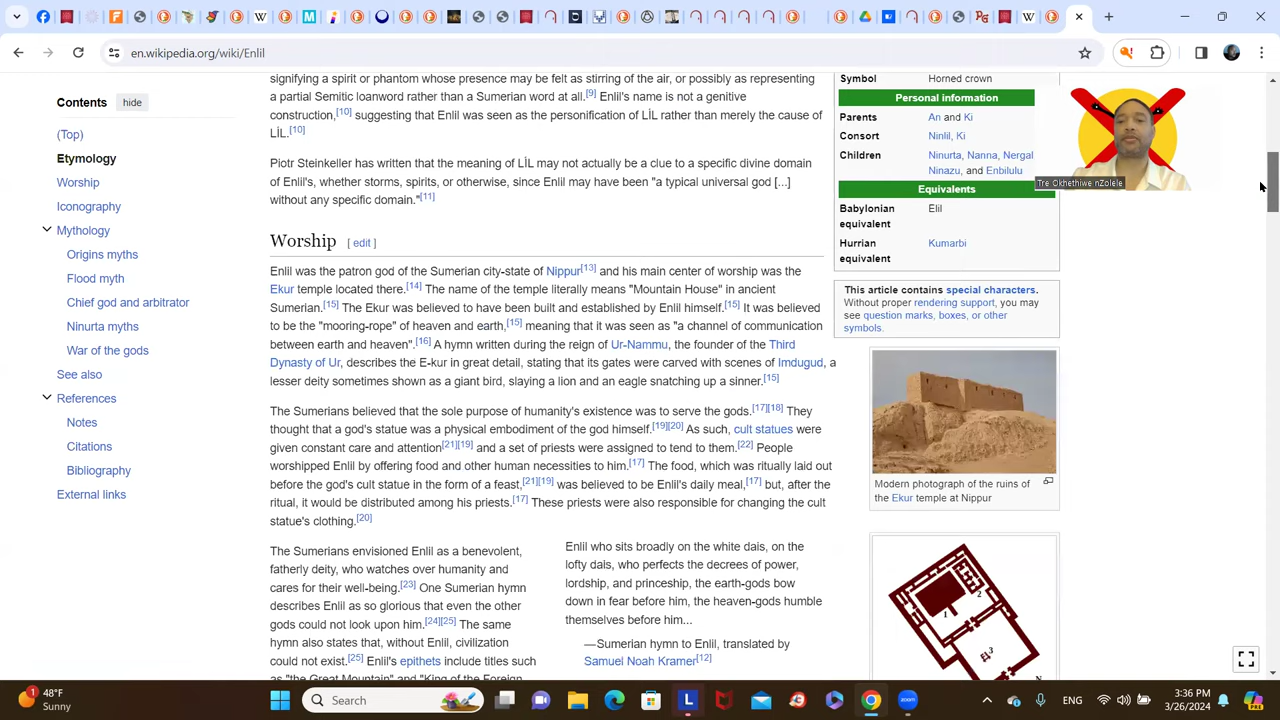 en.wikipedia.org/wiki/Enlil
Contents hide
(Top)
Etymology
Worship
Iconography
Mythology
Origins myths
Flood myth
Chief god and arbitrator
Ninurta myths
War of the gods
See also
References
Notes
Citations
Bibliography
External links
signifying a spirit or phantom whose presence may be felt as stirring of the air, or possibly as representing
a partial Semitic loanword rather than a Sumerian word at all.[9] Enlil's name is not a genitive
construction,[10] suggesting that Enlil was seen as the personification of LÍL rather than merely the cause of
LÍL.[10]
Piotr Steinkeller has written that the meaning of LÍL may not actually be a clue to a specific divine domain
of Enlil's, whether storms, spirits, or otherwise, since Enlil may have been "a typical universal god [...]
without any specific domain."[11]
Worship [ edit ]
Enlil was the patron god of the Sumerian city-state of Nippur[13] and his main center of worship was the
Ekur temple located there.[14] The name of the temple literally means "Mountain House" in ancient
Sumerian.[15] The Ekur was believed to have been built and established by Enlil himself.[15] It was believed
to be the "mooring-rope" of heaven and earth,[15] meaning that it was seen as "a channel of communication
between earth and heaven".[16] A hymn written during the reign of Ur-Nammu, the founder of the Third
Dynasty of Ur, describes the E-kur in great detail, stating that its gates were carved with scenes of Imdugud, a
lesser deity sometimes shown as a giant bird, slaying a lion and an eagle snatching up a sinner.[15]
The Sumerians believed that the sole purpose of humanity's existence was to serve the gods.[17][18] They
thought that a god's statue was a physical embodiment of the god himself.[19][20] As such, cult statues were
given constant care and attention[21][19] and a set of priests were assigned to tend to them.[22] People
worshipped Enlil by offering food and other human necessities to him.[17] The food, which was ritually laid out
before the god's cult statue in the form of a feast,[21][19] was believed to be Enlil's daily meal,[17] but, after the
ritual, it would be distributed among his priests.[17] These priests were also responsible for changing the cult
statue's clothing.[20]
The Sumerians envisioned Enlil as a benevolent,
fatherly deity, who watches over humanity and
cares for their well-being.[23] One Sumerian hymn
describes Enlil as so glorious that even the other
gods could not look upon him.[24][25] The same
hymn also states that, without Enlil, civilization
could not exist.[25] Enlil's epithets include titles such
as "the Great Mountain" and "King of the Foreign
Enlil who sits broadly on the white dais, on the
lofty dais, who perfects the decrees of power,
lordship, and princeship, the earth-gods bow
down in fear before him, the heaven-gods humble
themselves before him...
—Sumerian hymn to Enlil, translated by
Samuel Noah Kramer[12]
Symbol Horned crown
Personal information
Parents An and Ki
Consort Ninlil, Ki
Children Ninurta, Nanna, Nergal
Ninazu, and Enbilulu
Equivalents
Babylonian Elil
equivalent
Hurrian Kumarbi
equivalent
This article contains special characters.
Without proper rendering support, you may
see question marks, boxes, or other
symbols.
Modern photograph of the ruins of
the Ekur temple at Nippur
1
2
3
Tre Okhethiwe nZolele
1
48°F
Sunny
Search
ENG
3:36 PM
3/26/2024